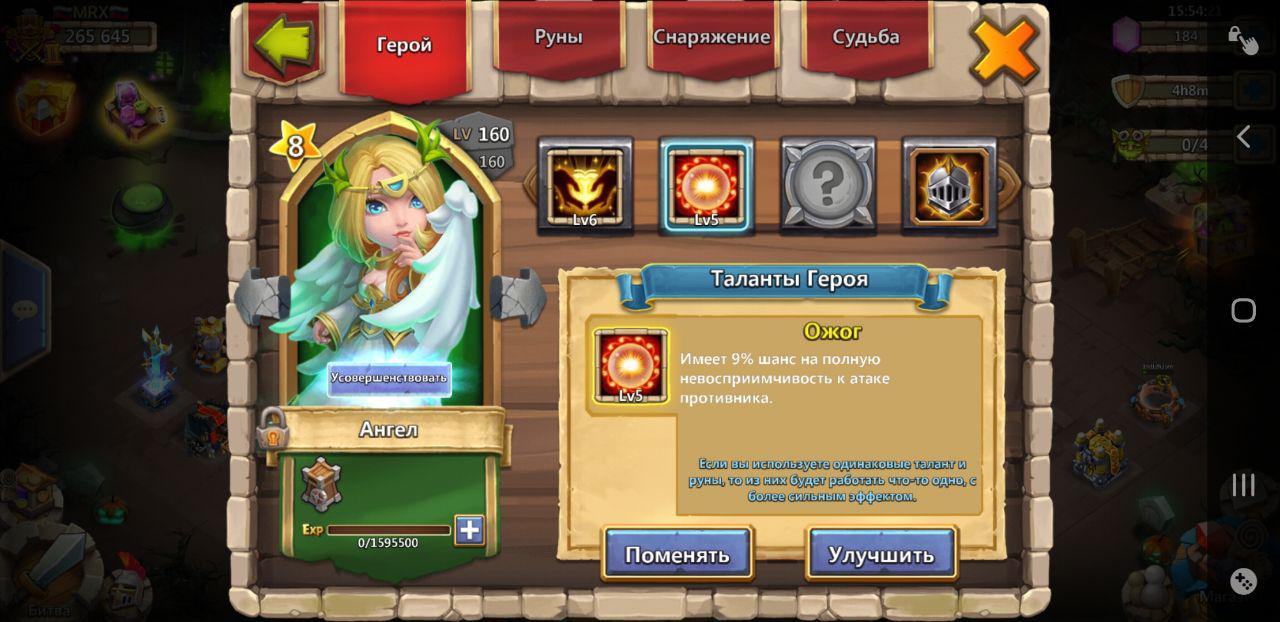 MRX
265 645
Герой
Руны
Снаряжение
Судьба
15:54:21
184
4h8m
0/4
8
LV 160
160
Lv6
Lv5
Таланты Героя
Ожог
Имеет 9% шанс на полную
невосприимчивость к атаке
противника.
Lv5
Если вы используете одинаковые талант и
руны, то из них будет работать что-то одно, с
более сильным эффектом.
Усовершенствовать
Ангел
Exp
0/1595500
Поменять
Улучшить
Битва